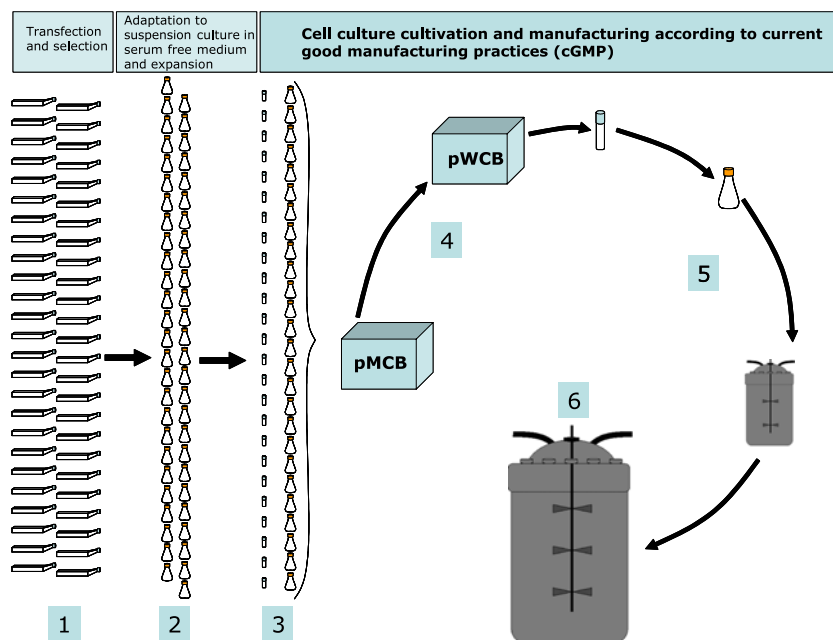 Transfection
and selection
Adaptation to
suspension culture in
serum free medium
and expansion
Cell culture cultivation and manufacturing according to current
good manufacturing practices (cGMP)
pWCB
4
5
pMCB
6
1
2
3